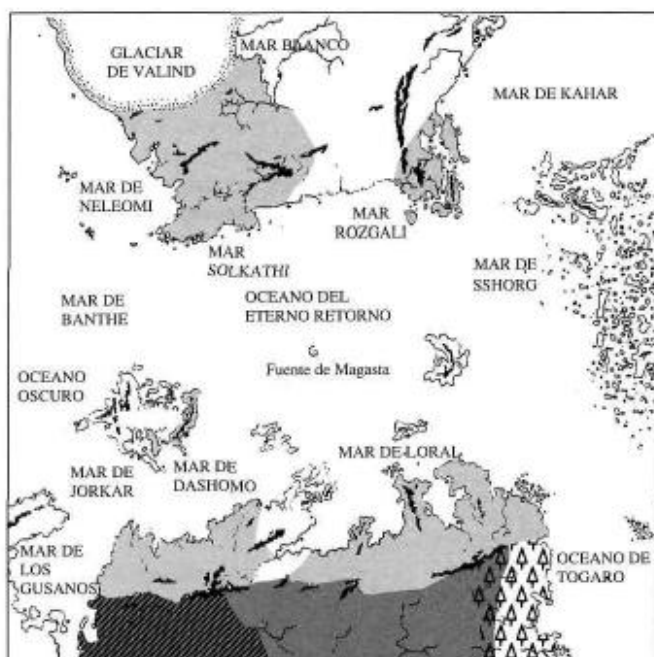 GLACIAR
DE VALIND
MAR BLANCO
MAR DE KAHAR
MAR DE
NELEOMI
MAR
ROZGALI
MAR
SOLKATHI
MAR DE
SSHORG
MAR DE
BANTHE
OCEANO DEL
ETERNO RETORNO
Fuente de Magasta
OCEANO
OSCURO
MAR DE LORAL
MAR DE
JORKAR
MAR DE
DASHOMO
MAR DE
LOS
GUSANOS
OCEANO DE
TOGARO